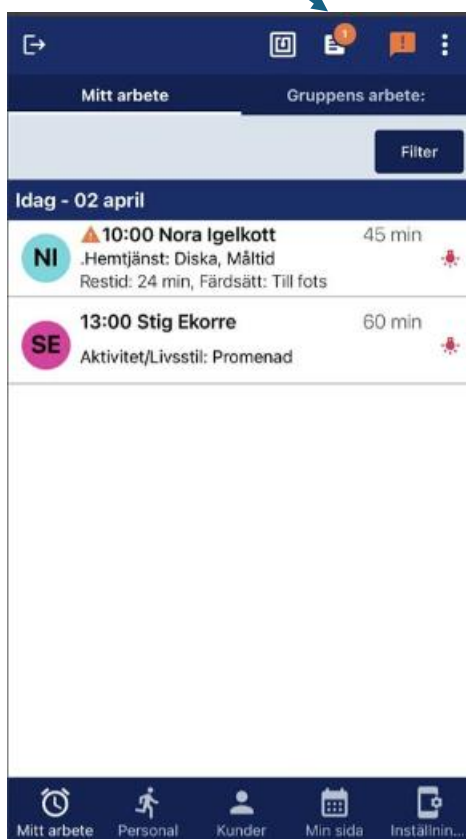 1
!
Mitt arbete
Gruppens arbete:
Filter
Idag - 02 april
NI
10:00 Nora Igelkott
45 min
.Hemtjänst: Diska, Måltid
Restid: 24 min, Färdsätt: Till fots
SE
13:00 Stig Ekorre
60 min
Aktivitet/Livsstil: Promenad
Mitt arbete
Personal
Kunder
Min sida
Inställnin...